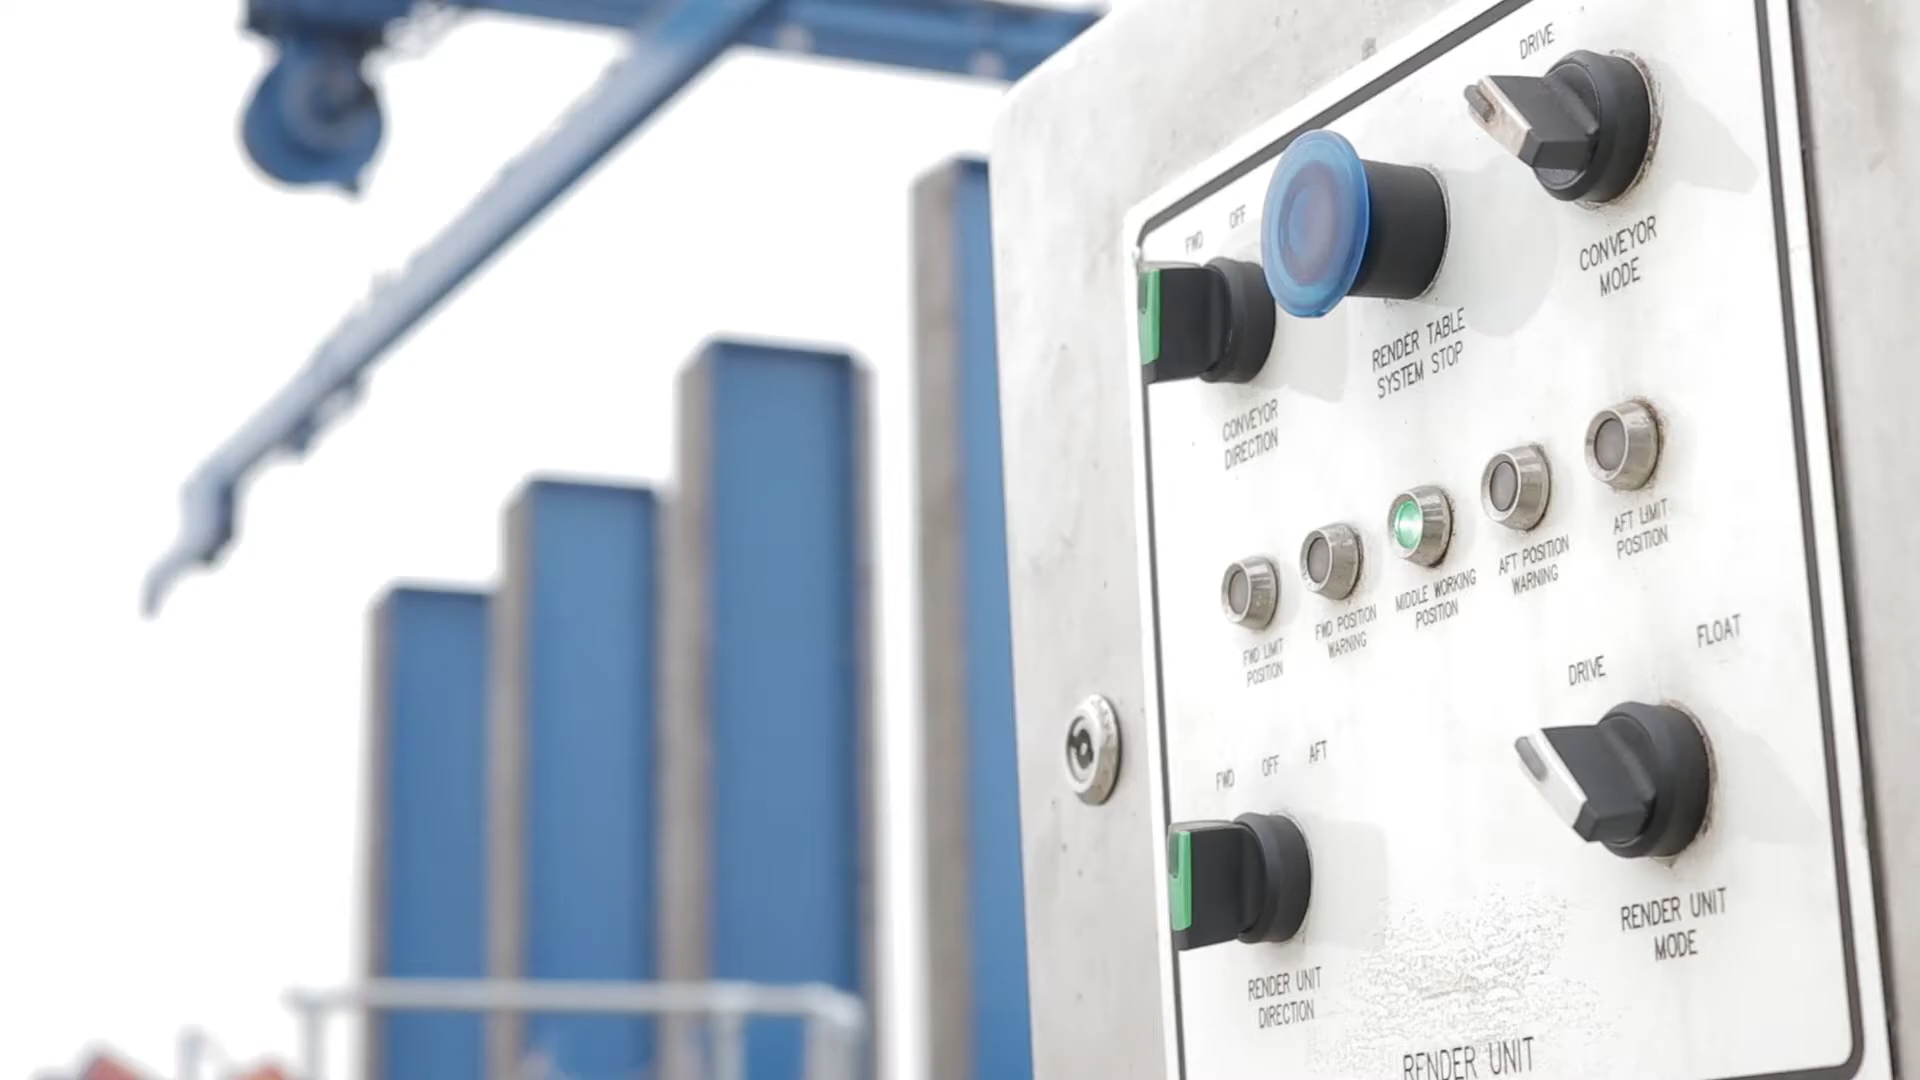 DRIVE
FWD OFF
CONVEYOR
MODE
RENDER TABLE
SYSTEM STOP
CONVEYOR
DIRECTION
AFT LIMIT
POSITION
AFT POSITION
WARNING
MIDDLE WORKING
POSITION
FWD POSITION
WARNING
FWD LIMIT
POSITION
DRIVE FLOAT
FWD OFF AFT
RENDER UNIT
MODE
RENDER UNIT
DIRECTION
RENDER UNIT